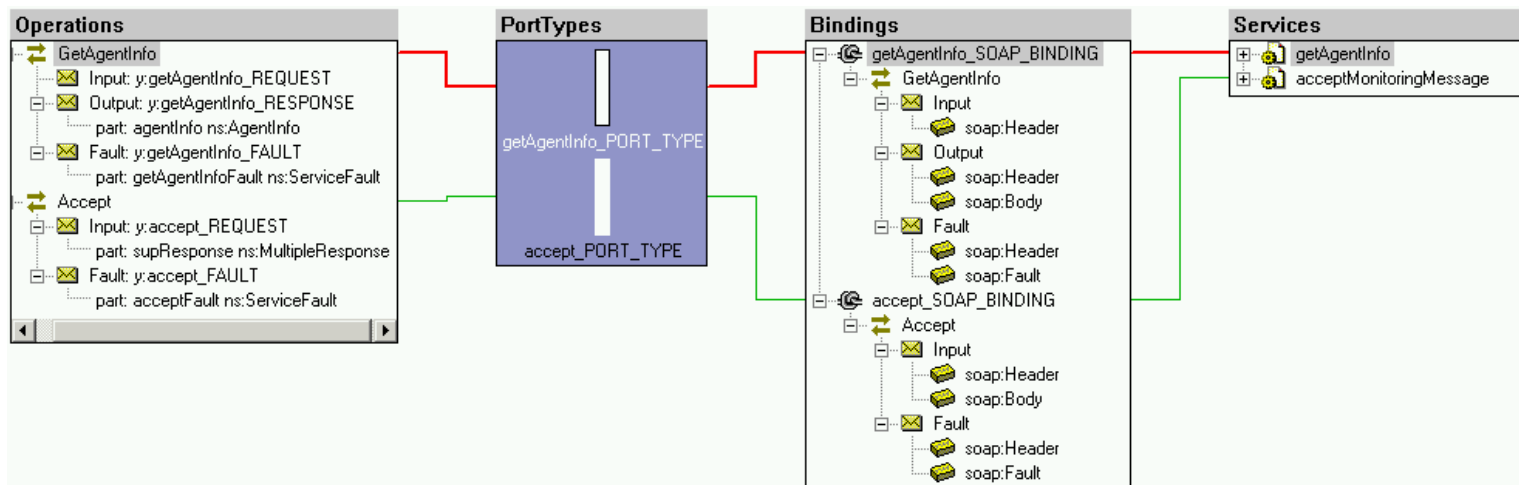 Operations
GetAgentInfo
Input: y:getAgentInfo_REQUEST
Output: y:getAgentInfo_RESPONSE
part: agentInfo ns:AgentInfo
Fault: y:getAgentInfo_FAULT
part: getAgentInfoFault ns:ServiceFault
Accept
Input: y:accept_REQUEST
part: supResponse ns:MultipleResponse
Fault: y:accept_FAULT
part: acceptFault ns:ServiceFault
PortTypes
getAgentInfo_PORT_TYPE
accept_PORT_TYPE
Bindings
getAgentInfo_SOAP_BINDING
GetAgentInfo
Input
soap:Header
Output
soap:Header
soap:Body
Fault
soap:Header
soap:Fault
accept_SOAP_BINDING
Accept
Input
soap:Header
soap:Body
Fault
soap:Header
soap:Fault
Services
getAgentInfo
acceptMonitoringMessage